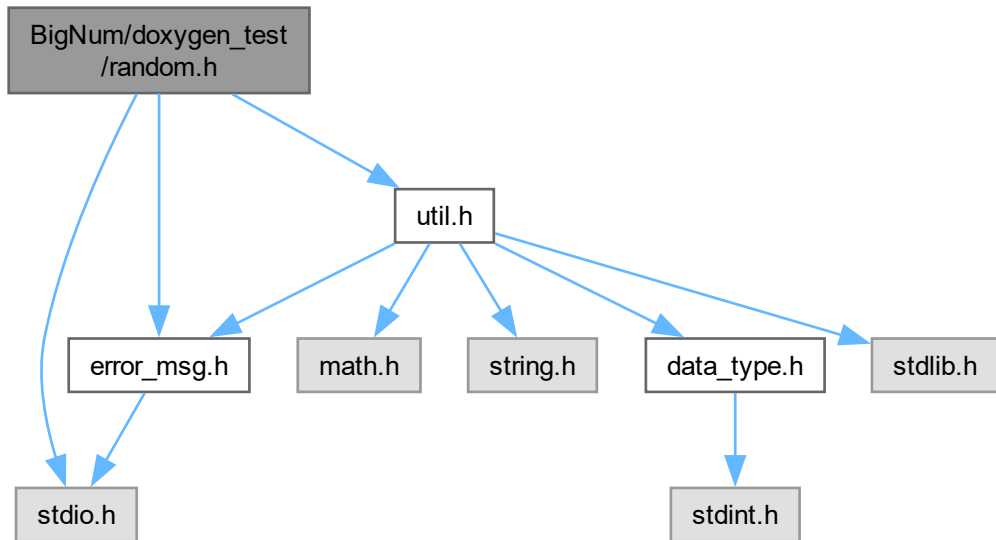 BigNum/doxygen_test
/random.h
util.h
error_msg.h
math.h
string.h
data_type.h
stdlib.h
stdio.h
stdint.h